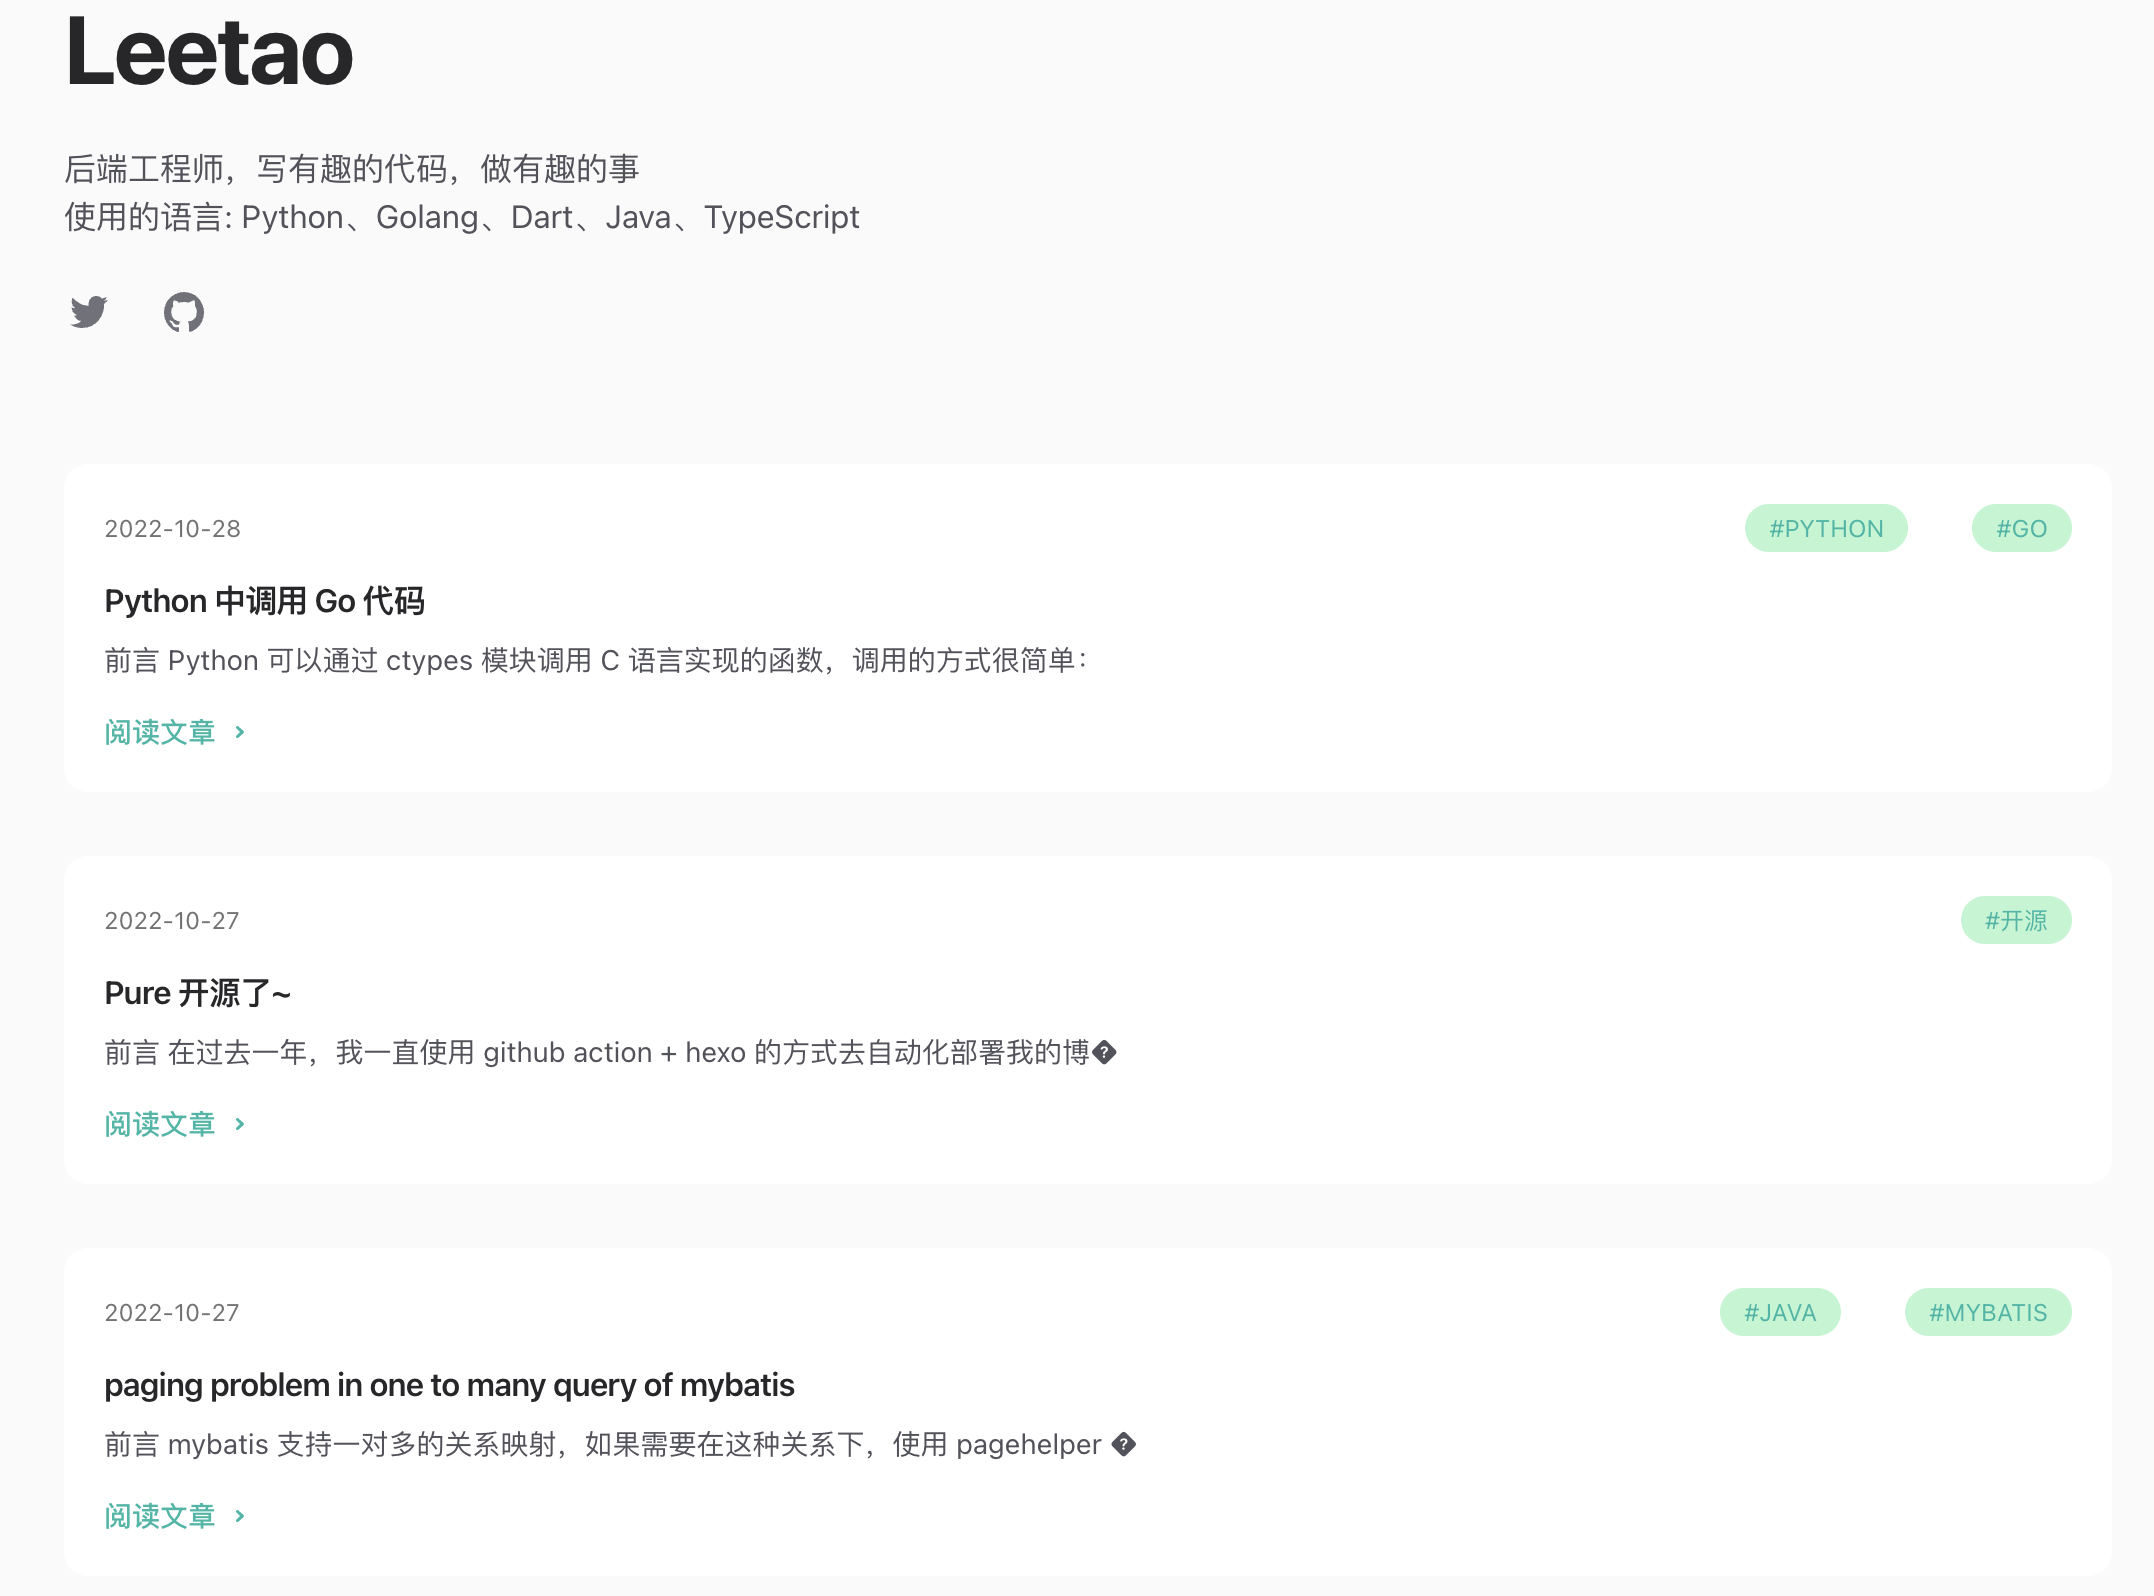 Leetao
后端工程师，写有趣的代码，做有趣的事
使用的语言: Python、Golang、Dart、Java、TypeScript
2022-10-28
#PYTHON
#GO
Python 中调用 Go 代码
前言 Python 可以通过 ctypes 模块调用 C 语言实现的函数，调用的方式很简单：
阅读文章
2022-10-27
#开源
Pure 开源了~
前言 在过去一年，我一直使用 github action + hexo 的方式去自动化部署我的博�
阅读文章
2022-10-27
#JAVA
#MYBATIS
paging problem in one to many query of mybatis
前言 mybatis 支持一对多的关系映射，如果需要在这种关系下，使用 pagehelper �
阅读文章